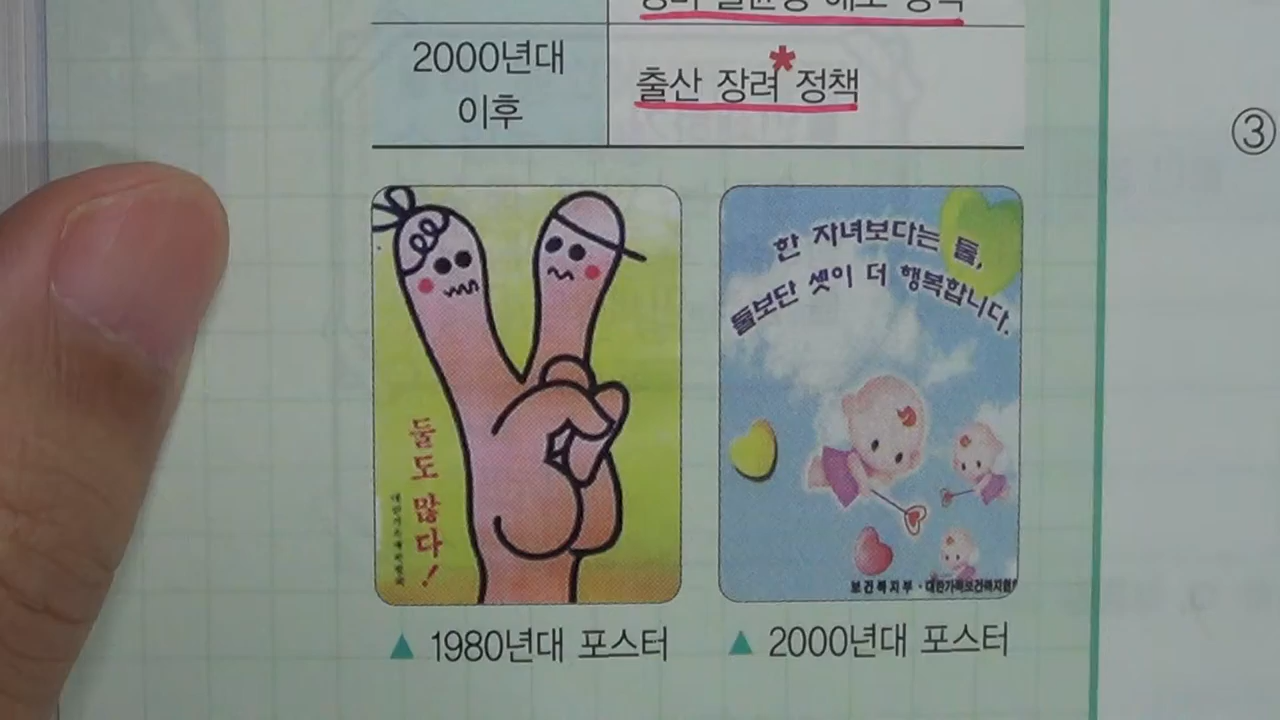 2000년대
이후
출산 장려 정책
*
③
한 자녀보다는 둘,
둘보단 셋이 더 행복합니다.
둘도 많다!
보건복지부 · 대한가족보건복지협회
▲ 1980년대 포스터
▲ 2000년대 포스터